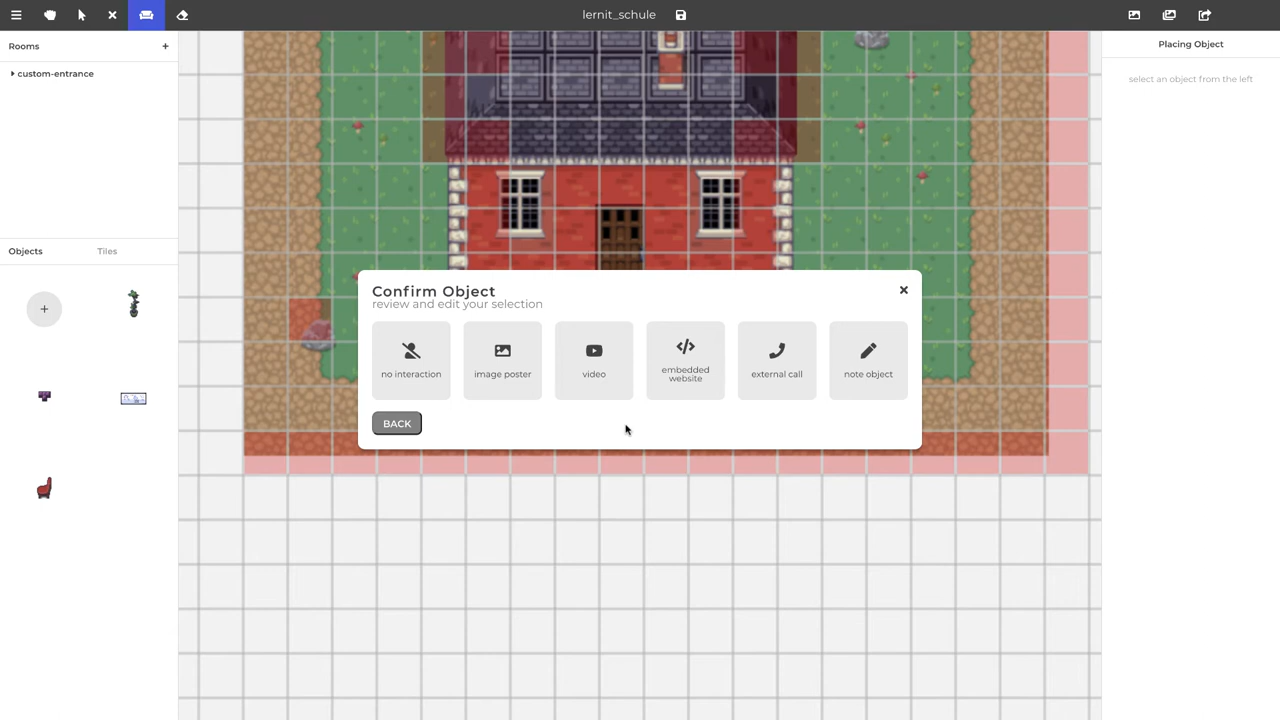 lernit_schule
Rooms
+
custom-entrance
Objects Tiles
+
Placing Object
select an object from the left
Confirm Object
review and edit your selection
no interaction
image poster
video
embedded
website
external call
note object
BACK